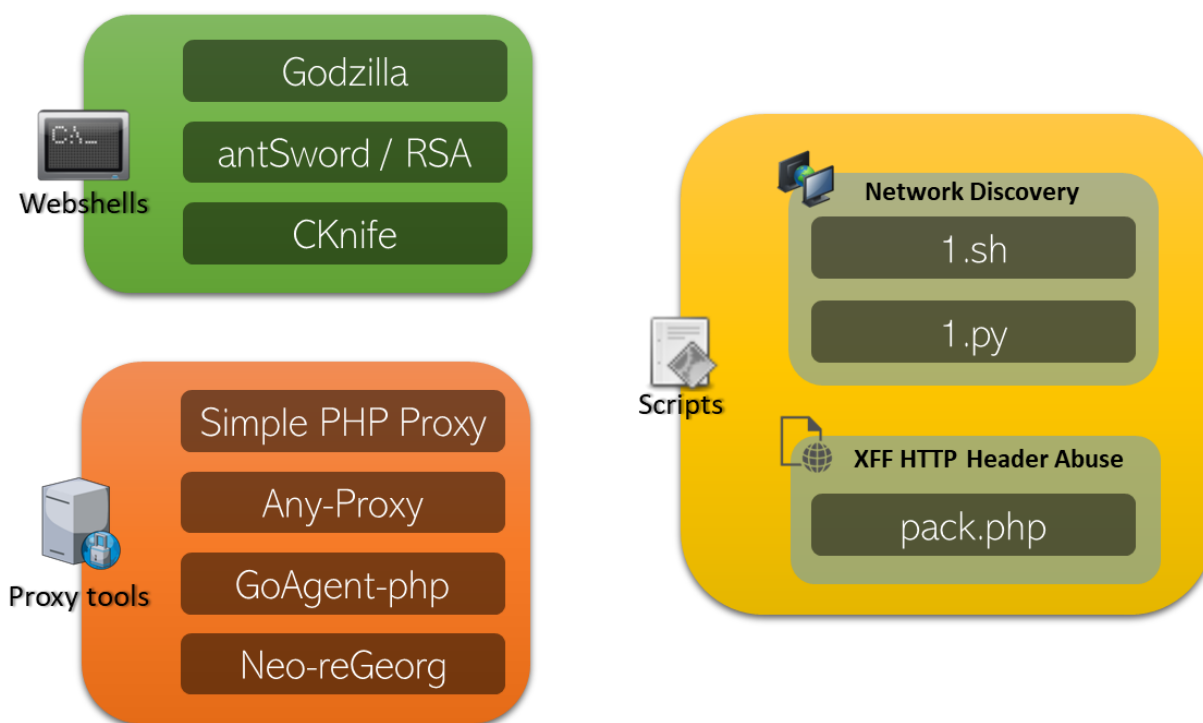 Godzilla
antSword / RSA
CKnife
C:\_
Webshells
Simple PHP Proxy
Any-Proxy
GoAgent-php
Neo-reGeorg
Proxy tools
Network Discovery
1.sh
1.py
Scripts
XFF HTTP Header Abuse
pack.php